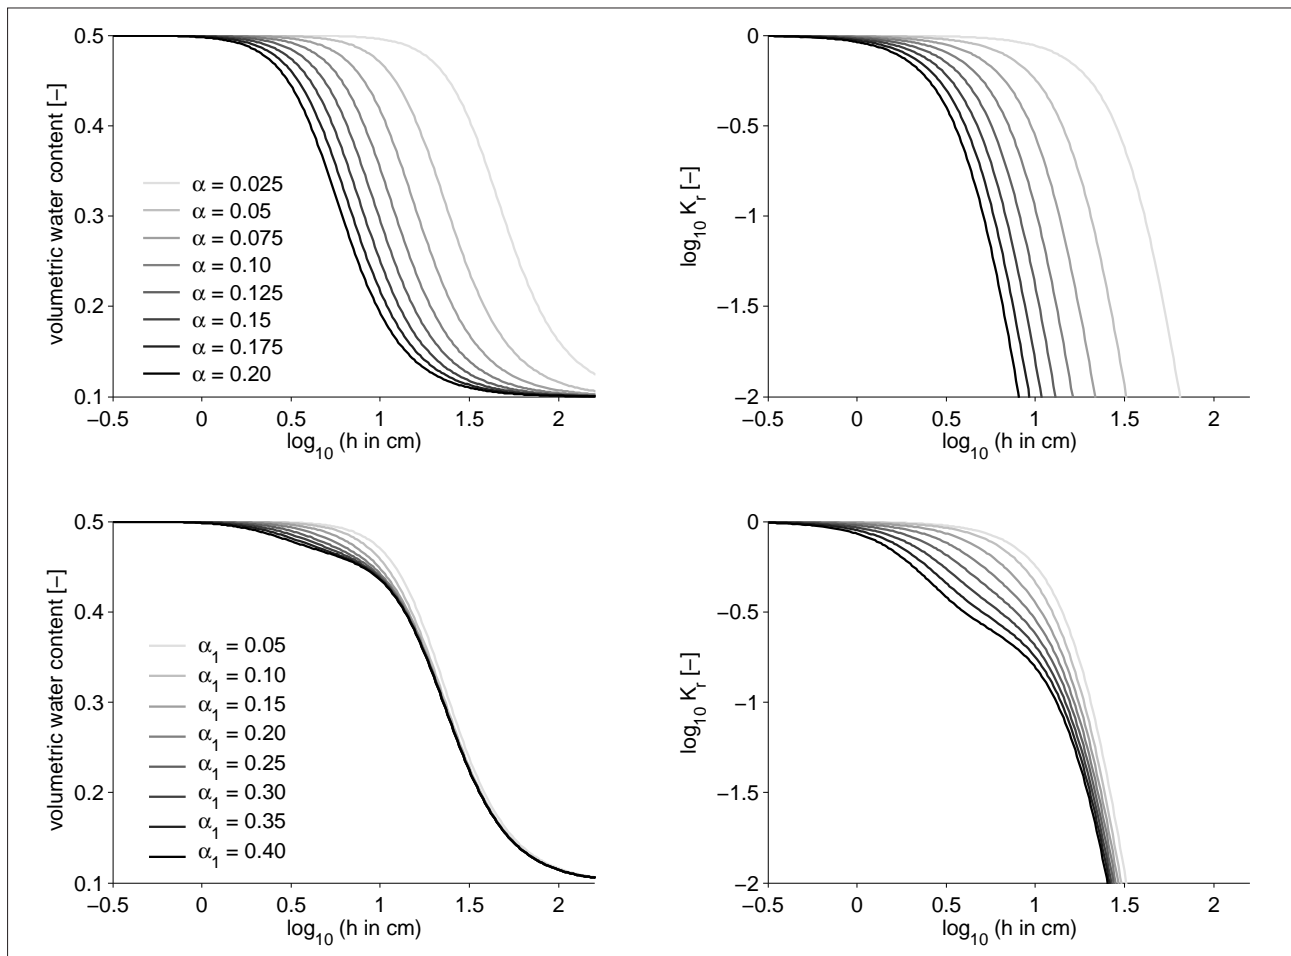 0.5
0.4
0.3
0.2
0.1
volumetric water content [−]
α = 0.025
α = 0.05
α = 0.075
α = 0.10
α = 0.125
α = 0.15
α = 0.175
α = 0.20
−0.5 0 0.5 1 1.5 2
log10 (h in cm)
0
−0.5
−1
−1.5
−2
log10 Kr [−]
−0.5 0 0.5 1 1.5 2
log10 (h in cm)
0.5
0.4
0.3
0.2
0.1
volumetric water content [−]
α1 = 0.05
α1 = 0.10
α1 = 0.15
α1 = 0.20
α1 = 0.25
α1 = 0.30
α1 = 0.35
α1 = 0.40
−0.5 0 0.5 1 1.5 2
log10 (h in cm)
0
−0.5
−1
−1.5
−2
log10 Kr [−]
−0.5 0 0.5 1 1.5 2
log10 (h in cm)